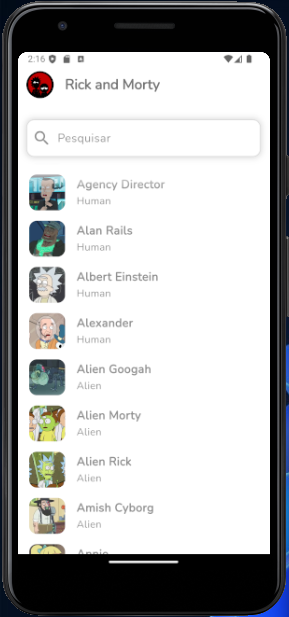 2:16
Rick and Morty
Pesquisar
Agency Director
Human
Alan Rails
Human
Albert Einstein
Human
Alexander
Human
Alien Googah
Alien
Alien Morty
Alien
Alien Rick
Alien
Amish Cyborg
Alien
Annie